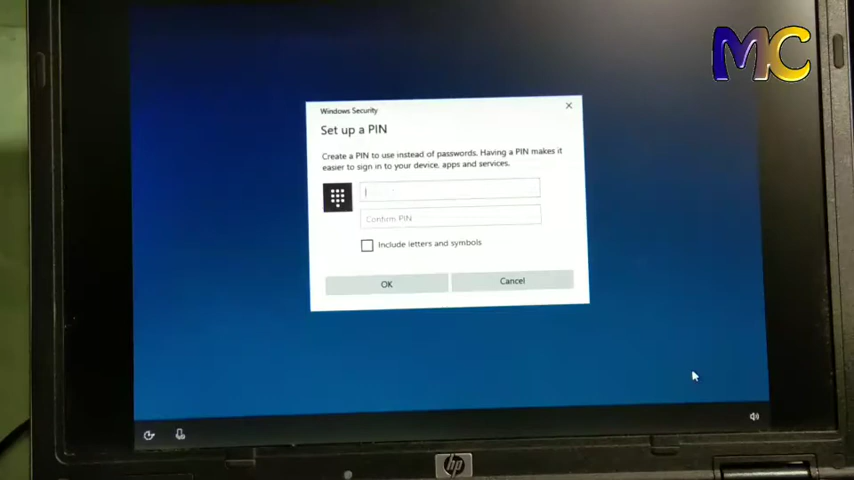 MC
Windows Security
Set up a PIN
Create a PIN to use instead of passwords. Having a PIN makes it
easier to sign in to your device, apps and services.
Confirm PIN
Include letters and symbols
OK
Cancel
hp